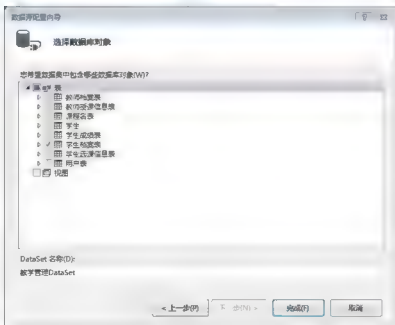 数据源配置向导
选择数据库对象
您希望数据集中包含哪些数据库对象(W)?
表
教师档案表
教师授课信息表
课程名表
学生
学生成绩表
学生档案表
学生选课信息表
用户表
视图
DataSet 名称(D):
教学管理DataSet
< 上一步(P)
步(N) >
完成(F)
取消